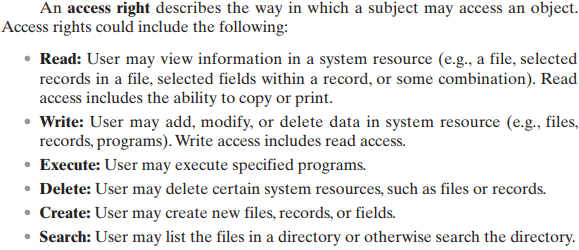 An access right describes the way in which a subject may access an object.
Access rights could include the following:
• Read: User may view information in a system resource (e.g., a file, selected
records in a file, selected fields within a record, or some combination). Read
access includes the ability to copy or print.
• Write: User may add, modify, or delete data in system resource (e.g., files,
records, programs). Write access includes read access.
• Execute: User may execute specified programs.
• Delete: User may delete certain system resources, such as files or records.
• Create: User may create new files, records, or fields.
• Search: User may list the files in a directory or otherwise search the directory.